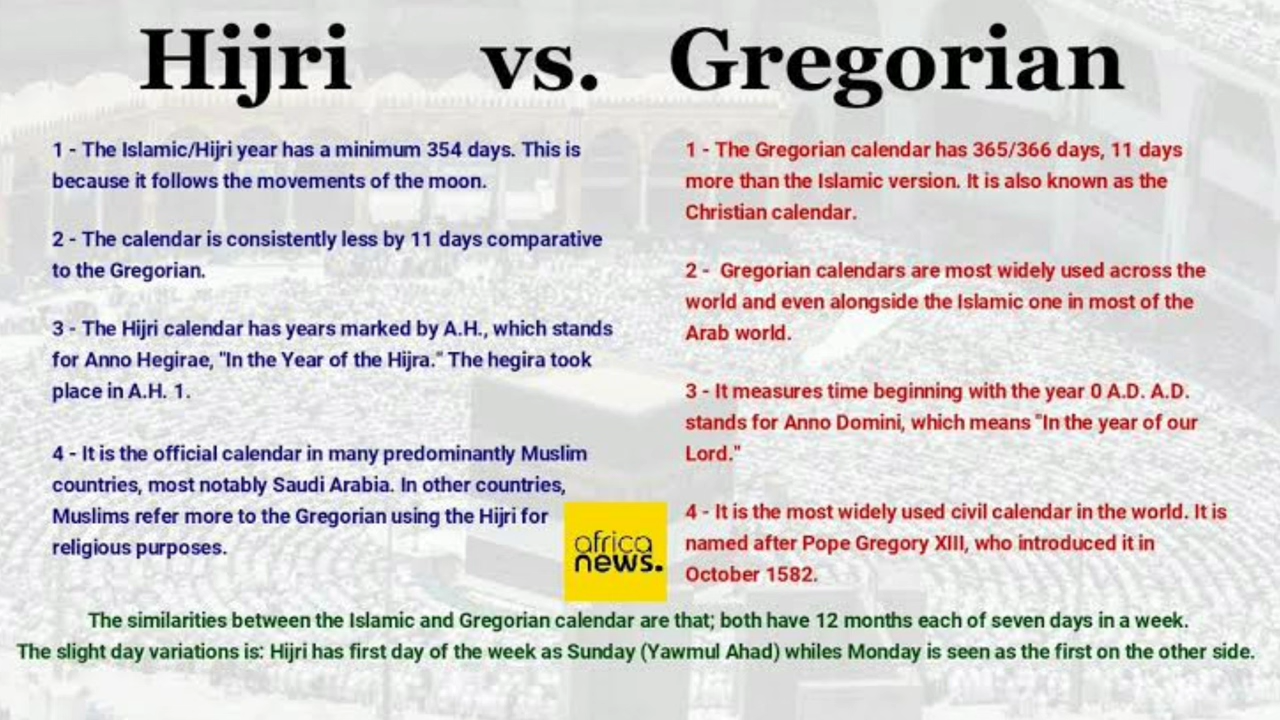 Hijri vs. Gregorian
1 - The Islamic/Hijri year has a minimum 354 days. This is
because it follows the movements of the moon.
2 - The calendar is consistently less by 11 days comparative
to the Gregorian.
3 - The Hijri calendar has years marked by A.H., which stands
for Anno Hegirae, "In the Year of the Hijra." The hegira took
place in A.H. 1.
4 - It is the official calendar in many predominantly Muslim
countries, most notably Saudi Arabia. In other countries,
Muslims refer more to the Gregorian using the Hijri for
religious purposes.
1 - The Gregorian calendar has 365/366 days, 11 days
more than the Islamic version. It is also known as the
Christian calendar.
2 -  Gregorian calendars are most widely used across the
world and even alongside the Islamic one in most of the
Arab world.
3 - It measures time beginning with the year 0 A.D. A.D.
stands for Anno Domini, which means "In the year of our
Lord."
4 - It is the most widely used civil calendar in the world. It is
named after Pope Gregory XIII, who introduced it in
October 1582.
africa
news.
The similarities between the Islamic and Gregorian calendar are that; both have 12 months each of seven days in a week.
The slight day variations is: Hijri has first day of the week as Sunday (Yawmul Ahad) whiles Monday is seen as the first on the other side.